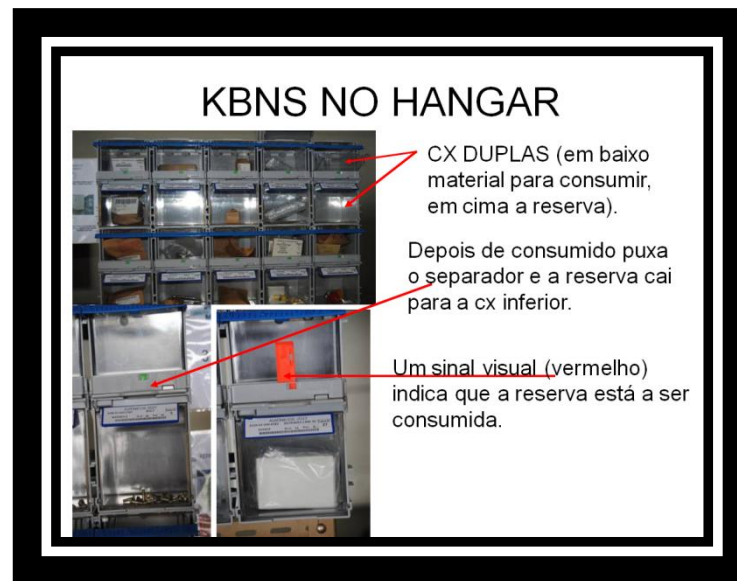 KBNS NO HANGAR
CX DUPLAS (em baixo
material para consumir,
em cima a reserva).
Depois de consumido puxa
o separador e a reserva cai
para a cx inferior.
Um sinal visual (vermelho)
indica que a reserva está a ser
consumida.